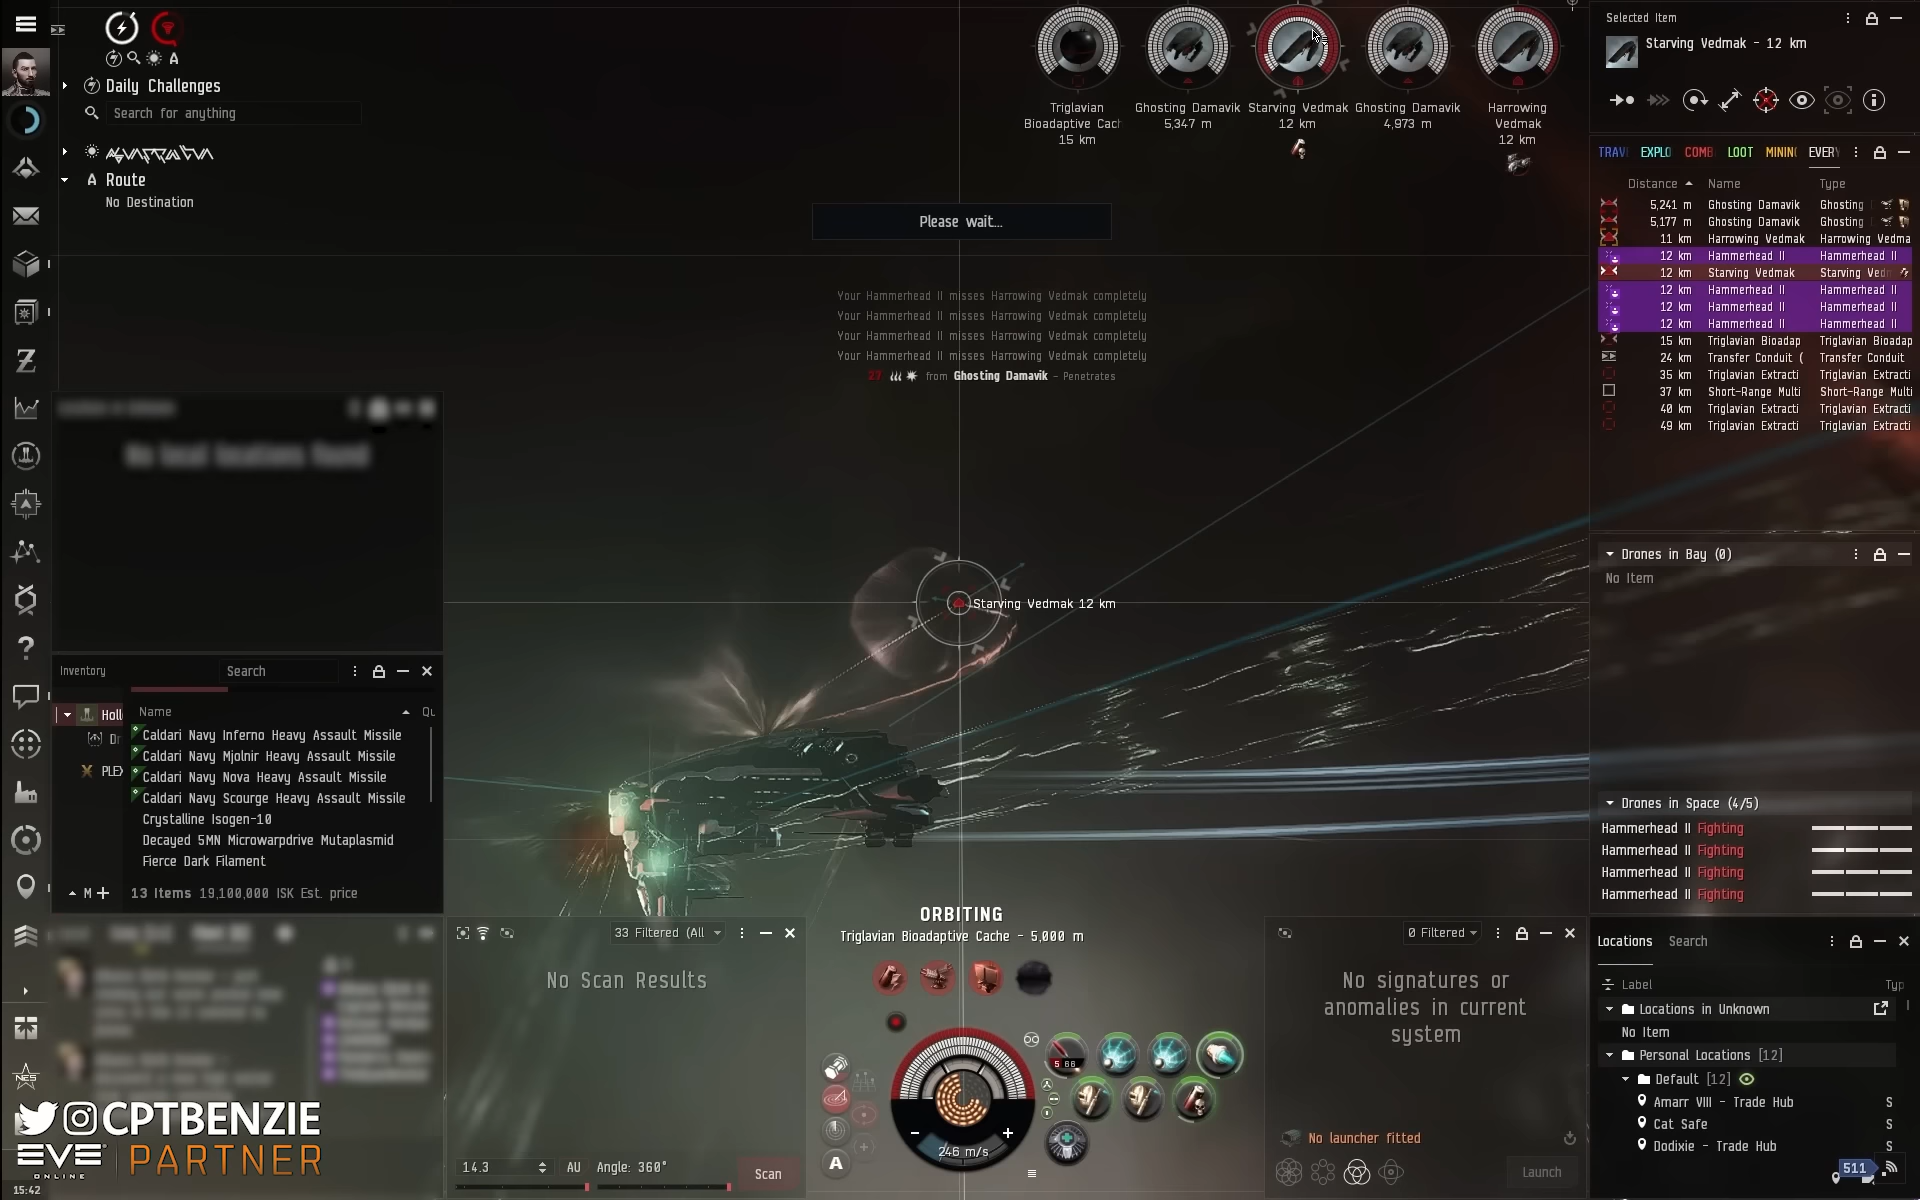 Daily Challenges
Search for anything
A Route
No Destination
Triglavian
Bioadaptive Cach
15 km
Ghosting Damavik
5,347 m
Starving Vedmak
12 km
Ghosting Damavik
4,973 m
Harrowing
Vedmak
12 km
Please wait...
Your Hammerhead II misses Harrowing Vedmak completely
Your Hammerhead II misses Harrowing Vedmak completely
Your Hammerhead II misses Harrowing Vedmak completely
Your Hammerhead II misses Harrowing Vedmak completely
27 from Ghosting Damavik - Penetrates
Starving Vedmak 12 km
Selected Item
Starving Vedmak - 12 km
TRAV EXPLO COMB LOOT MINING EVERY
Distance Name Type
5,241 m Ghosting Damavik Ghosting
5,177 m Ghosting Damavik Ghosting
11 km Harrowing Vedmak Harrowing Vedma
12 km Hammerhead II Hammerhead II
12 km Starving Vedmak Starving Ved
12 km Hammerhead II Hammerhead II
12 km Hammerhead II Hammerhead II
12 km Hammerhead II Hammerhead II
15 km Triglavian Bioadap Triglavian Bioadap
24 km Transfer Conduit ( Transfer Conduit
35 km Triglavian Extracti Triglavian Extracti
37 km Short-Range Multi Short-Range Multi
40 km Triglavian Extracti Triglavian Extracti
49 km Triglavian Extracti Triglavian Extracti
Drones in Bay (0)
No Item
Drones in Space (4/5)
Hammerhead II Fighting
Hammerhead II Fighting
Hammerhead II Fighting
Hammerhead II Fighting
No local locations found
Inventory Search
Name Qu
Holl
Dr
PLEX
Caldari Navy Inferno Heavy Assault Missile
Caldari Navy Mjolnir Heavy Assault Missile
Caldari Navy Nova Heavy Assault Missile
Caldari Navy Scourge Heavy Assault Missile
Crystalline Isogen-10
Decayed 5MN Microwarpdrive Mutaplasmid
Fierce Dark Filament
M 13 Items 19,100,000 ISK Est. price
33 Filtered (All
No Scan Results
14.3 AU Angle: 360°
Scan
ORBITING
Triglavian Bioadaptive Cache - 5,000 m
246 m/s
A
0 Filtered
No signatures or
anomalies in current
system
No launcher fitted
Launch
Locations Search
Label Typ
Locations in Unknown
No Item
Personal Locations [12]
Default [12]
Amarr VIII - Trade Hub S
Cat Safe S
Dodixie - Trade Hub S
511
NES
CPTBENZIE
EVE ONLINE PARTNER
15:42